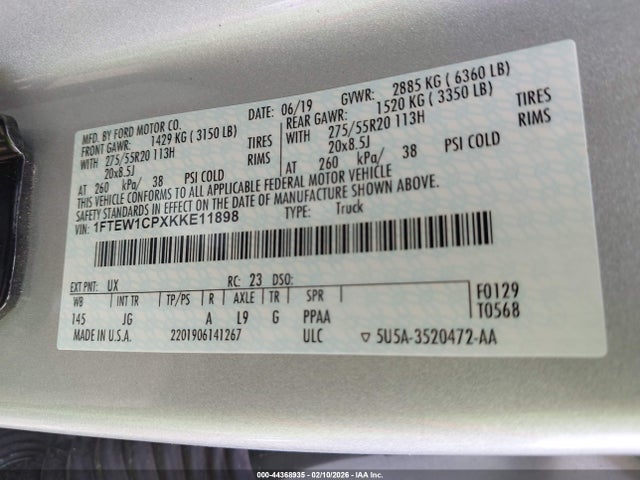 MFD. BY FORD MOTOR CO.
DATE: 06/19 GVWR: 2885 KG ( 6360 LB)
FRONT GAWR: 1429 KG ( 3150 LB) REAR GAWR: 1520 KG ( 3350 LB)
WITH 275/55R20 113H TIRES WITH 275/55R20 113H TIRES
20x8.5J RIMS 20x8.5J RIMS
AT 260 kPa/ 38 PSI COLD AT 260 kPa/ 38 PSI COLD
THIS VEHICLE CONFORMS TO ALL APPLICABLE FEDERAL MOTOR VEHICLE
SAFETY STANDARDS IN EFFECT ON THE DATE OF MANUFACTURE SHOWN ABOVE.
VIN: 1FTEW1CPXKKE11898 TYPE: Truck
EXT PNT: UX RC: 23 DSO:
WB INT TR TP/PS R AXLE TR SPR F0129
145 JG A L9 G PPAA T0568
MADE IN U.S.A. 2201906141267 ULC ▽ 5U5A-3520472-AA
000-44368935 - 02/10/2026 - IAA Inc.